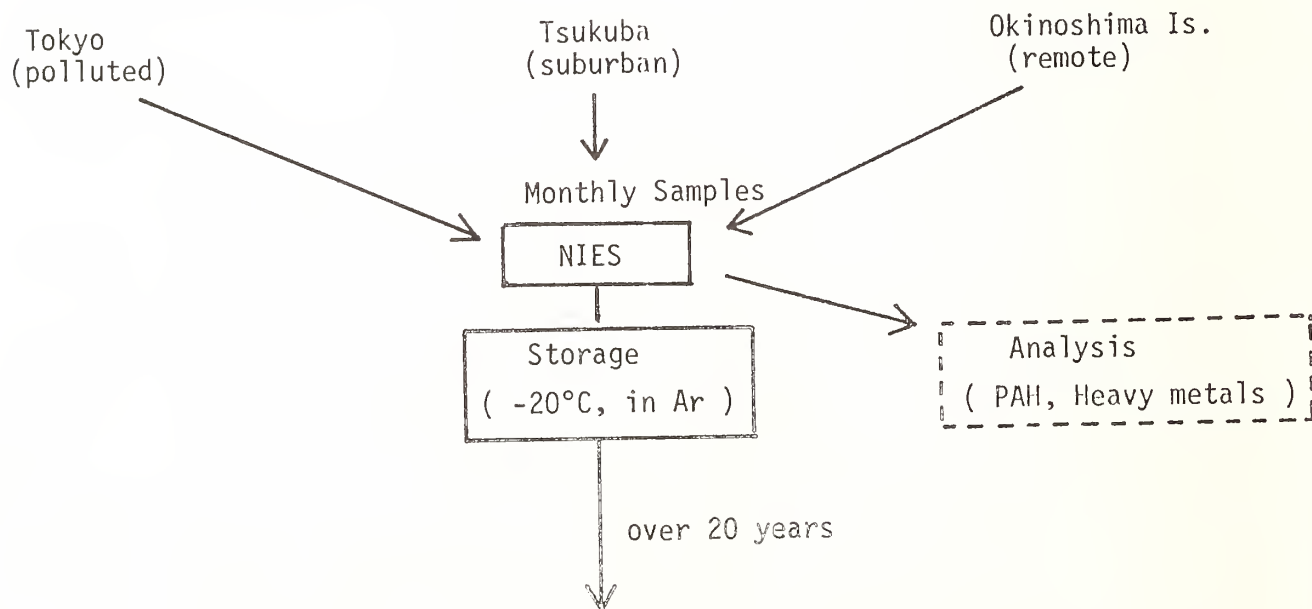 Tokyo
(polluted)
Tsukuba
(suburban)
Okinoshima Is.
(remote)
Monthly Samples
NIES
Storage
( -20°C, in Ar )
Analysis
( PAH, Heavy metals )
over 20 years